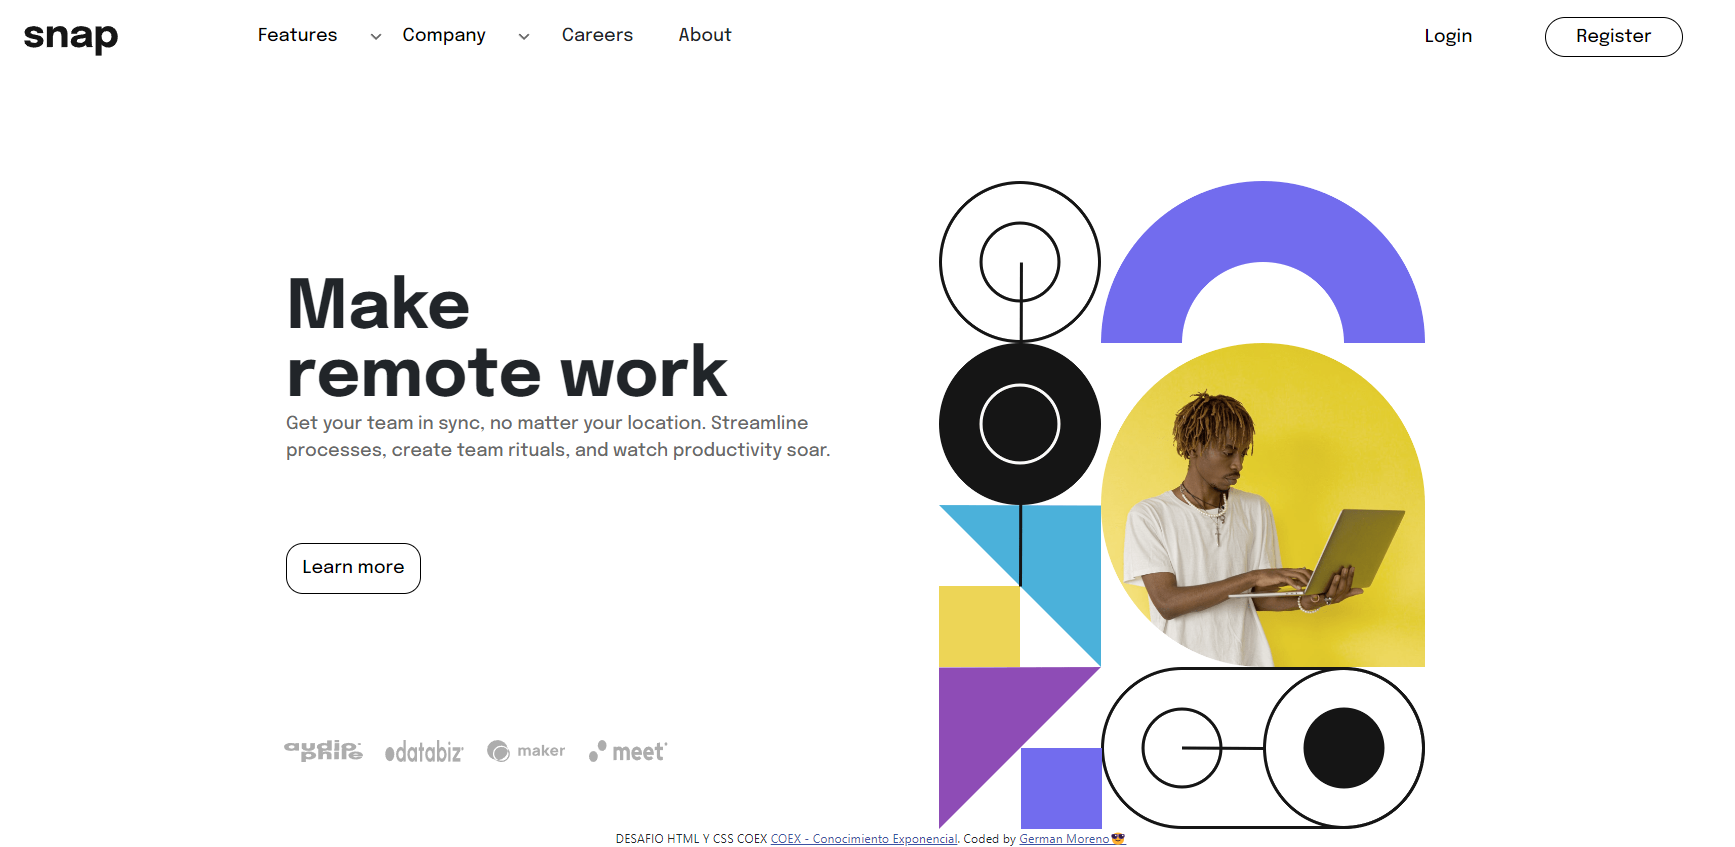 snap Features Company Careers About Login Register
Make
remote work
Get your team in sync, no matter your location. Streamline
processes, create team rituals, and watch productivity soar.
Learn more
audiophile databiz maker meet
DESAFIO HTML Y CSS COEX COEX - Conocimiento Exponencial. Coded by German Moreno😎